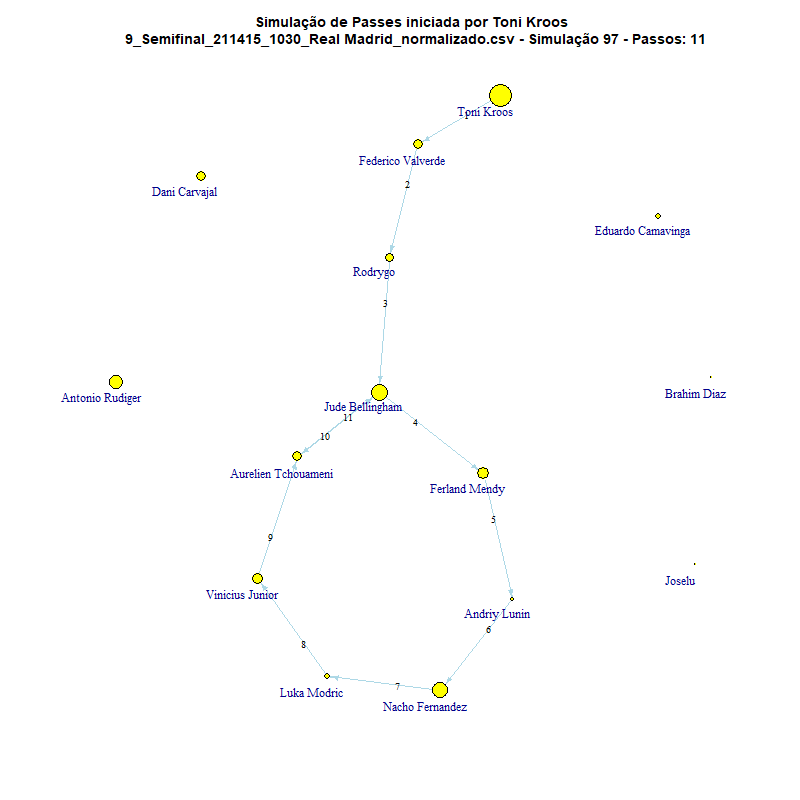 Simulação de Passes iniciada por Toni Kroos
9_Semifinal_211415_1030_Real Madrid_normalizado.csv - Simulação 97 - Passos: 11
Toni Kroos
Federico Valverde
Dani Carvajal
2
Eduardo Camavinga
Rodrygo
3
Antonio Rudiger
Brahim Diaz
Jude Bellingham
11
4
10
Aurelien Tchouameni
Ferland Mendy
5
9
Joselu
Vinicius Junior
Andriy Lunin
6
8
7
Luka Modric
Nacho Fernandez